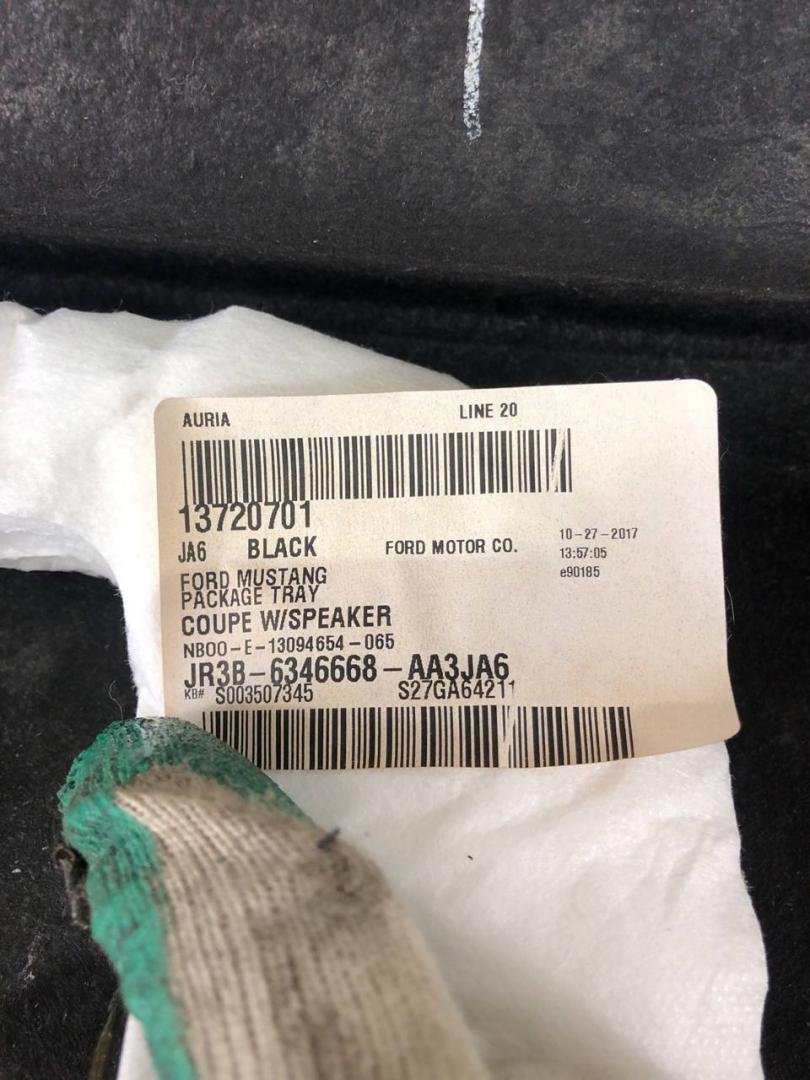 AURIA LINE 20
13720701
JA6 BLACK FORD MOTOR CO. 10-27-2017
13:57:05
e90185
FORD MUSTANG
PACKAGE TRAY
COUPE W/SPEAKER
NB00-E-13094654-065
JR3B-6346668-AA3JA6
KB# S003507345 S27GA64211